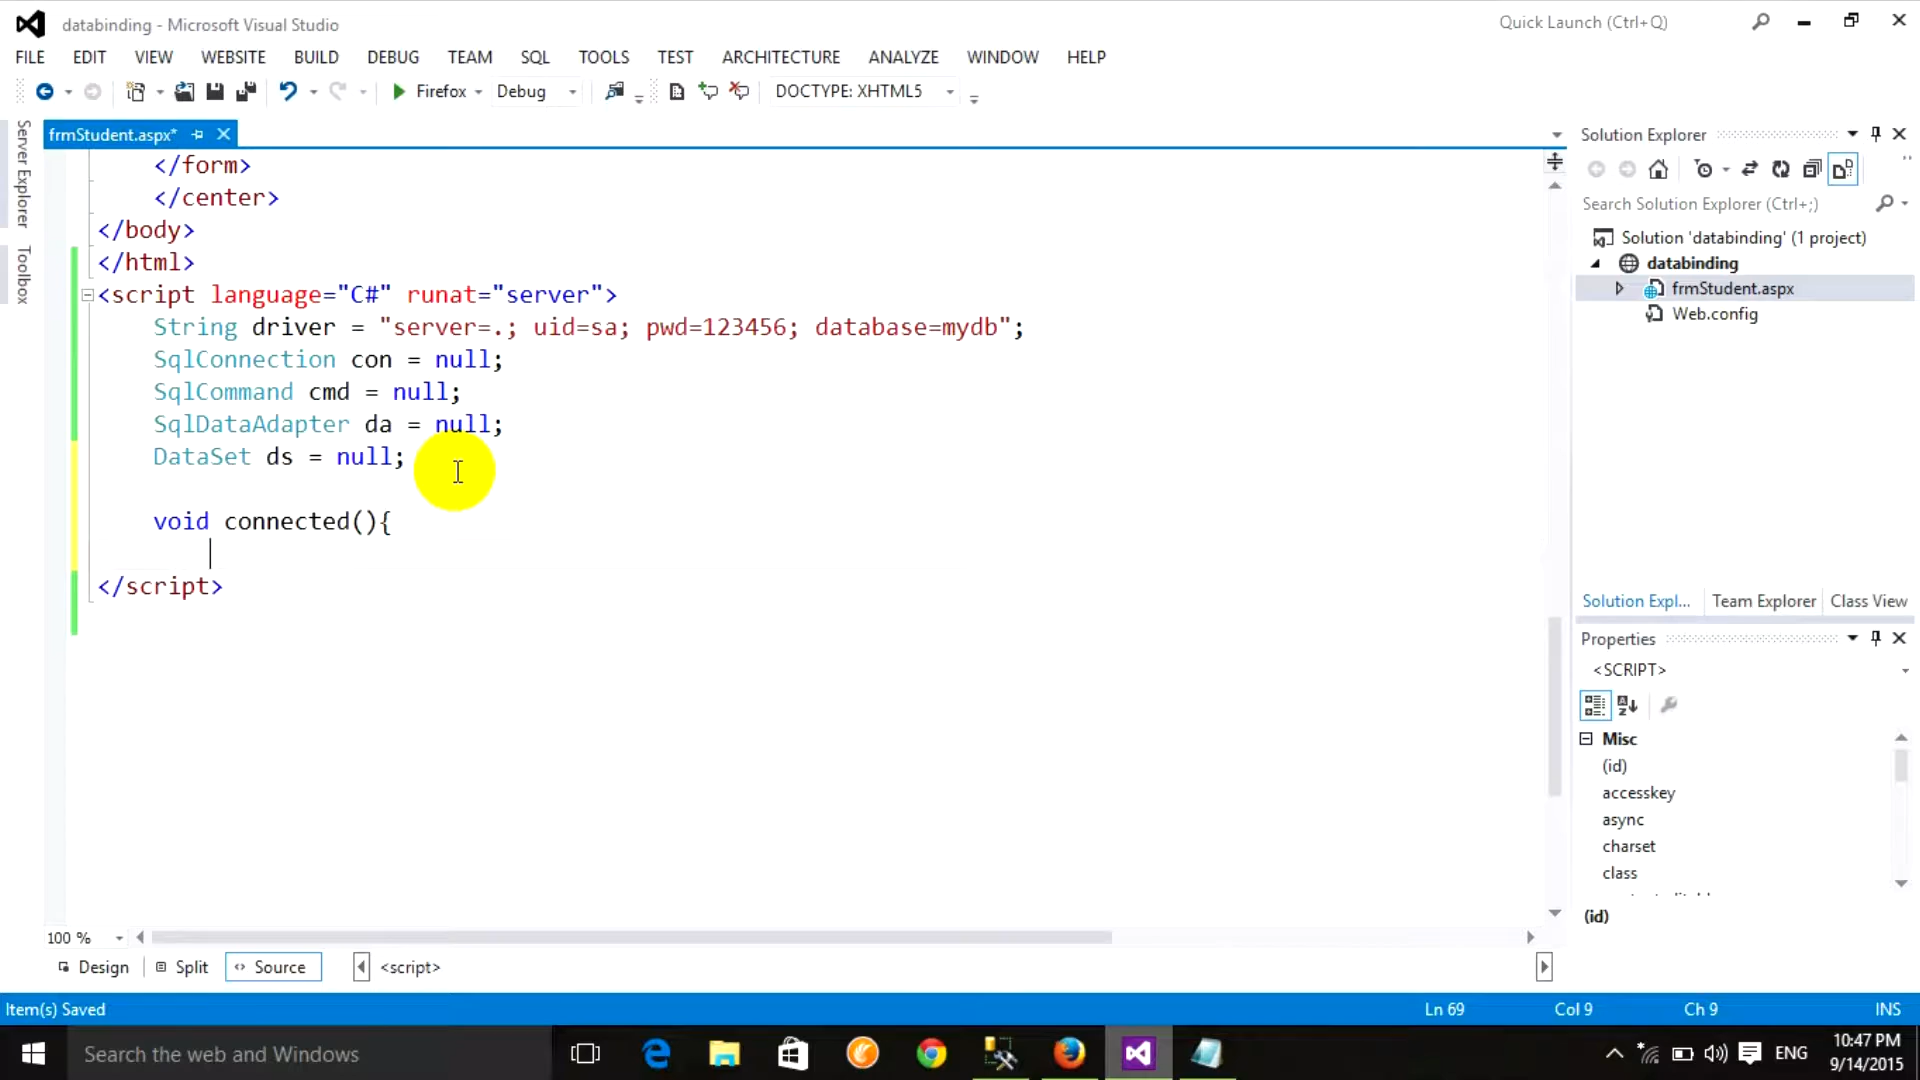 databinding - Microsoft Visual Studio
Quick Launch (Ctrl+Q)
FILE EDIT VIEW WEBSITE BUILD DEBUG TEAM SQL TOOLS TEST ARCHITECTURE ANALYZE WINDOW HELP
Firefox Debug DOCTYPE: XHTML5
Server Explorer
Toolbox
frmStudent.aspx*
</form>
</center>
</body>
</html>
<script language="C#" runat="server">
String driver = "server=.; uid=sa; pwd=123456; database=mydb";
SqlConnection con = null;
SqlCommand cmd = null;
SqlDataAdapter da = null;
DataSet ds = null;
void connected(){
</script>
100 %
Design Split Source <script>
Solution Explorer
Search Solution Explorer (Ctrl+;)
Solution 'databinding' (1 project)
databinding
frmStudent.aspx
Web.config
Solution Expl... Team Explorer Class View
Properties
<SCRIPT>
Misc
(id)
accesskey
async
charset
class
(id)
Item(s) Saved Ln 69 Col 9 Ch 9 INS
Search the web and Windows
ENG
10:47 PM
9/14/2015